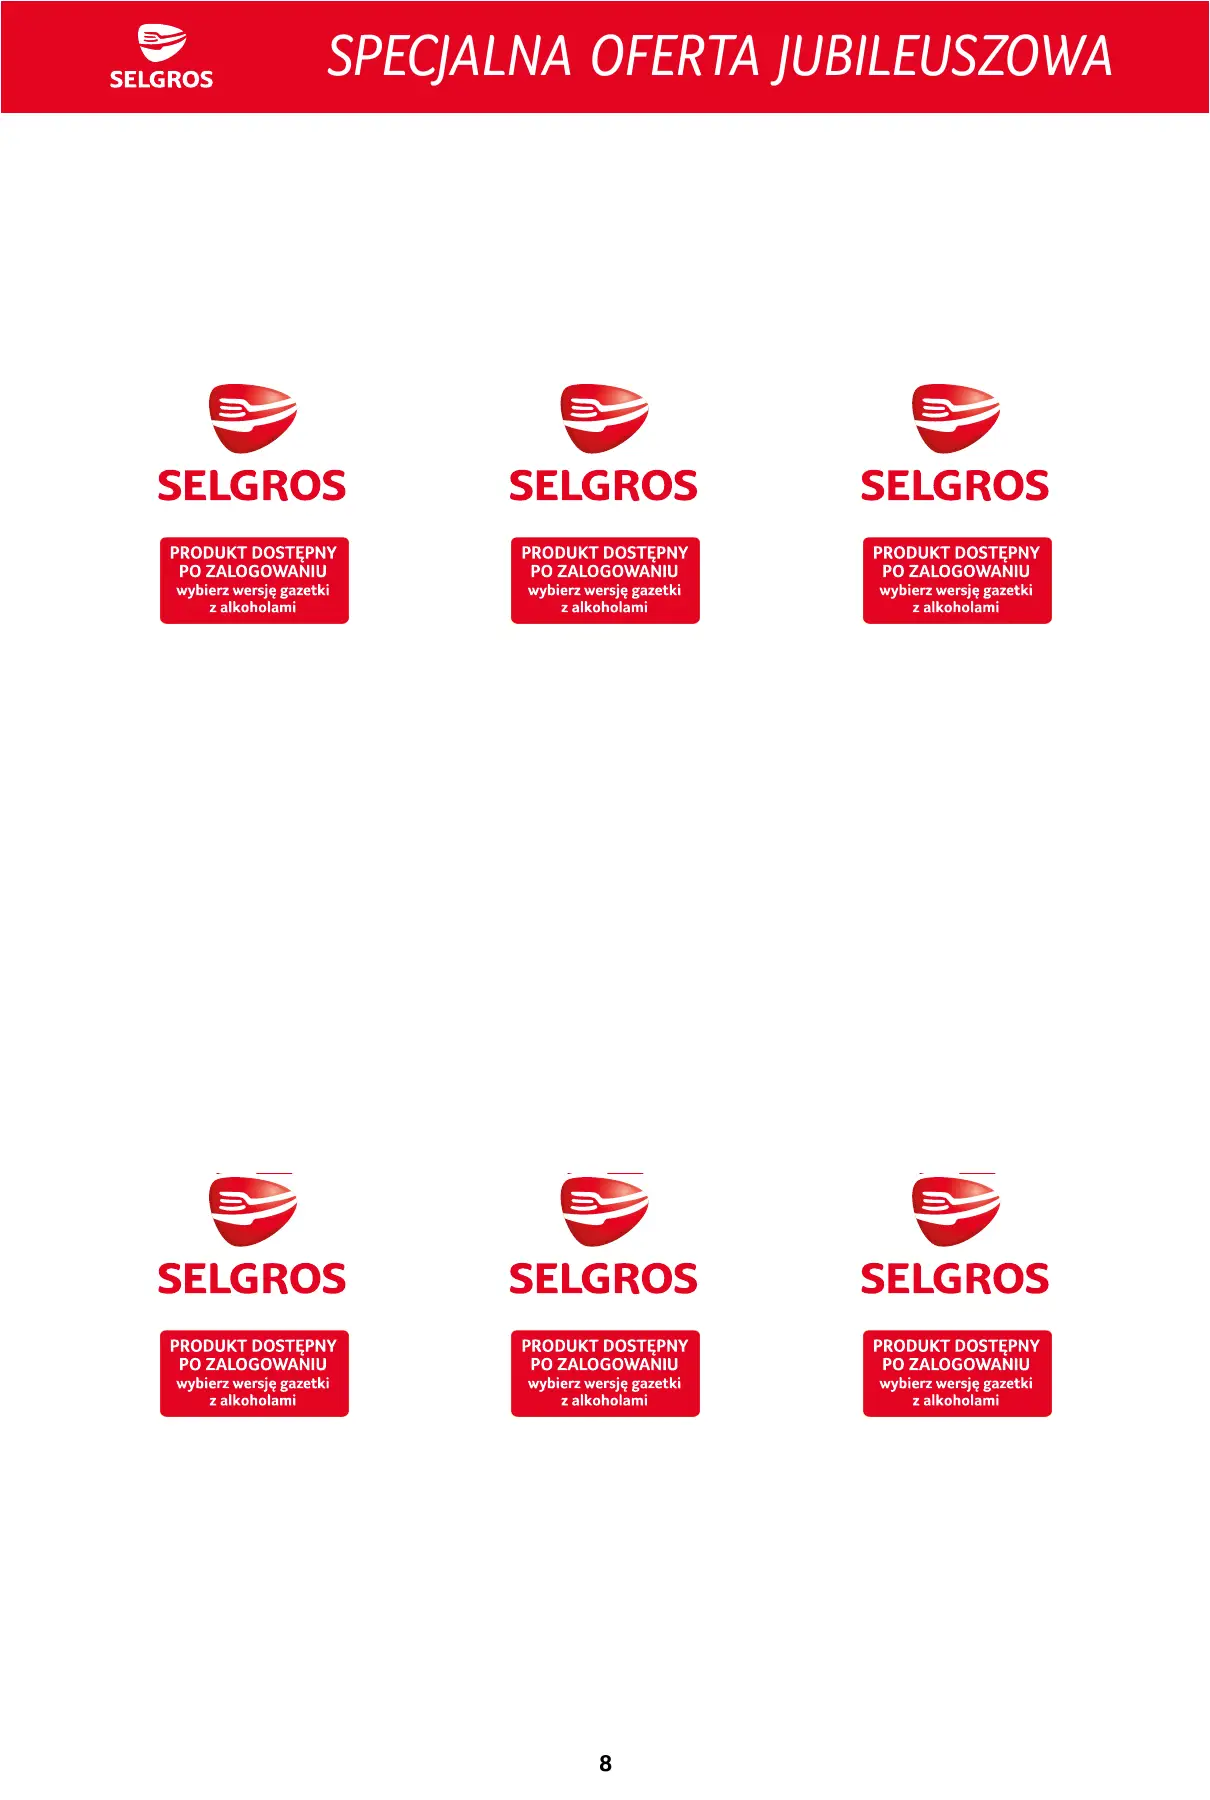 SELGROS
SPECJALNA OFERTA JUBILEUSZOWA
SELGROS
SELGROS
SELGROS
PRODUKT DOSTĘPNY
PO ZALOGOWANIU
wybierz wersję gazetki
z alkoholami
PRODUKT DOSTĘPNY
PO ZALOGOWANIU
wybierz wersję gazetki
z alkoholami
PRODUKT DOSTĘPNY
PO ZALOGOWANIU
wybierz wersję gazetki
z alkoholami
SELGROS
SELGROS
SELGROS
PRODUKT DOSTĘPNY
PO ZALOGOWANIU
wybierz wersję gazetki
z alkoholami
PRODUKT DOSTĘPNY
PO ZALOGOWANIU
wybierz wersję gazetki
z alkoholami
PRODUKT DOSTĘPNY
PO ZALOGOWANIU
wybierz wersję gazetki
z alkoholami
8